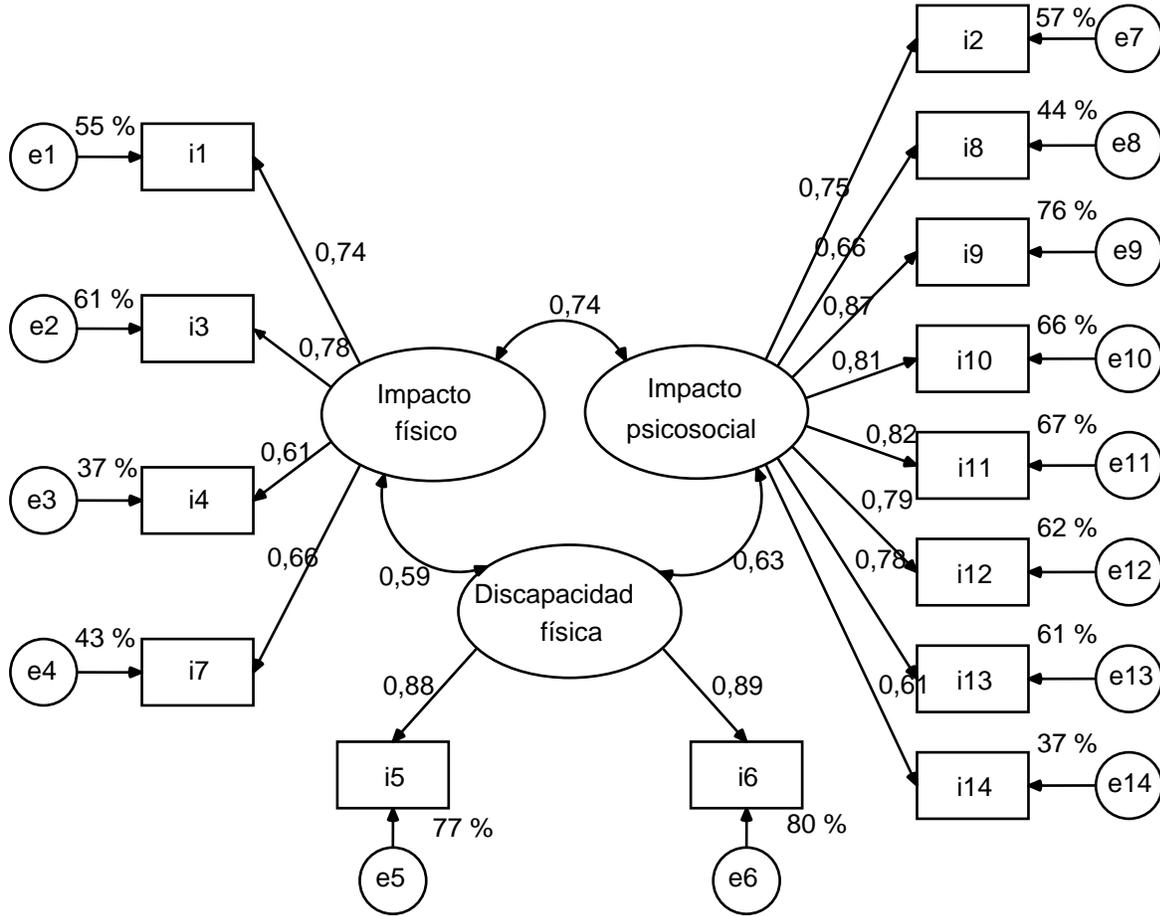 i2
57 %
e7
55 %
e1
i1
i8
44 %
e8
0,75
0,74
0,66
i9
76 %
e9
61 %
e2
i3
0,78
0,74
0,87
0,81
i10
66 %
e10
Impacto
físico
Impacto
psicosocial
37 %
e3
i4
0,61
0,82
i11
67 %
e11
0,79
0,66
0,59
0,63
0,78
i12
62 %
e12
Discapacidad
física
43 %
e4
i7
0,88
0,89
0,61
i13
61 %
e13
i5
77 %
e5
i6
80 %
e6
i14
37 %
e14